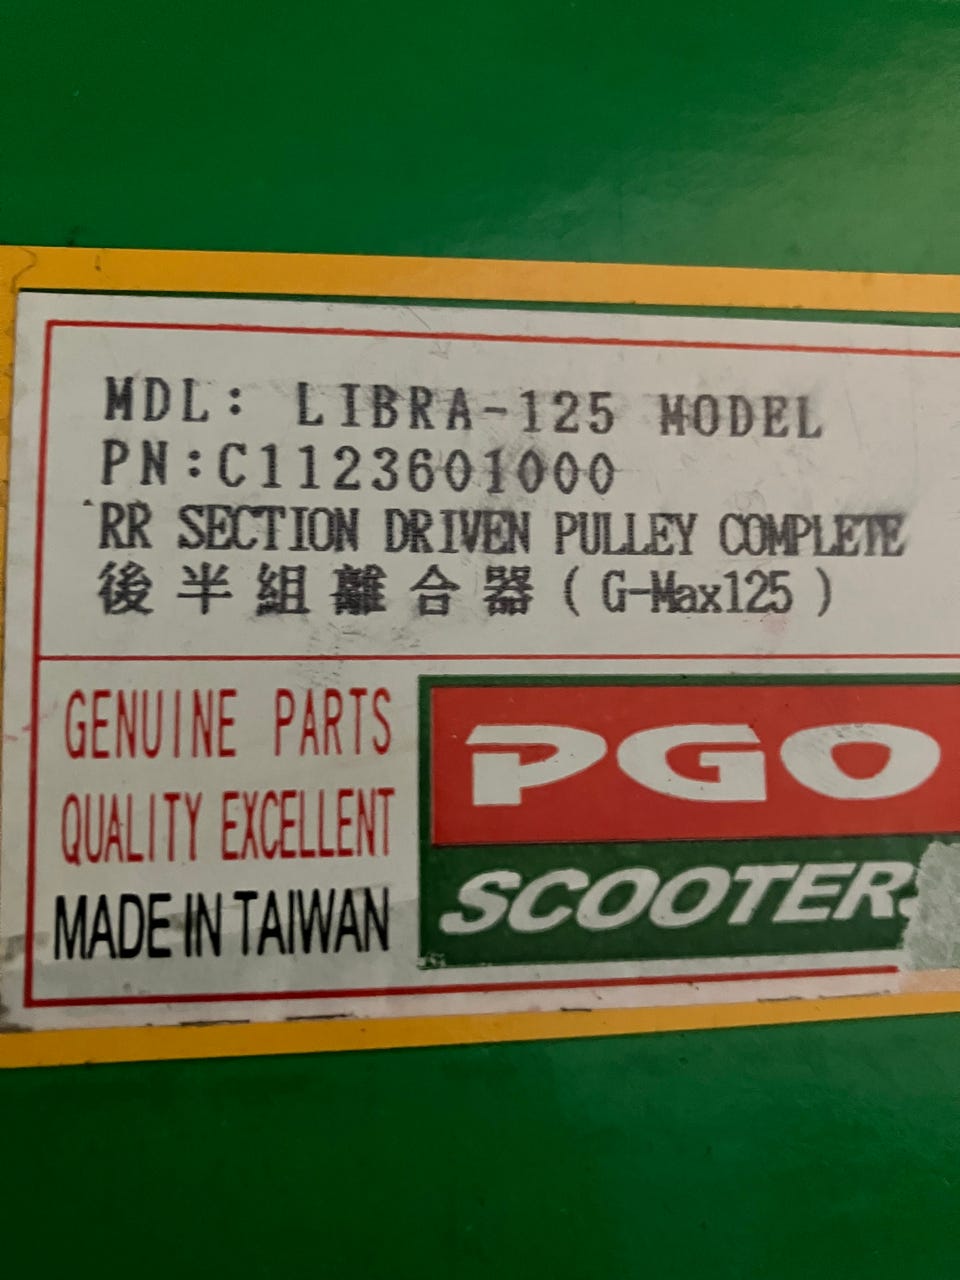 MDL: LIBRA-125 MODEL
PN:C1123601000
RR SECTION DRIVEN PULLEY COMPLETE
後半組離合器(G-Max125)
GENUINE PARTS
QUALITY EXCELLENT
MADE IN TAIWAN
PGO
SCOOTERS